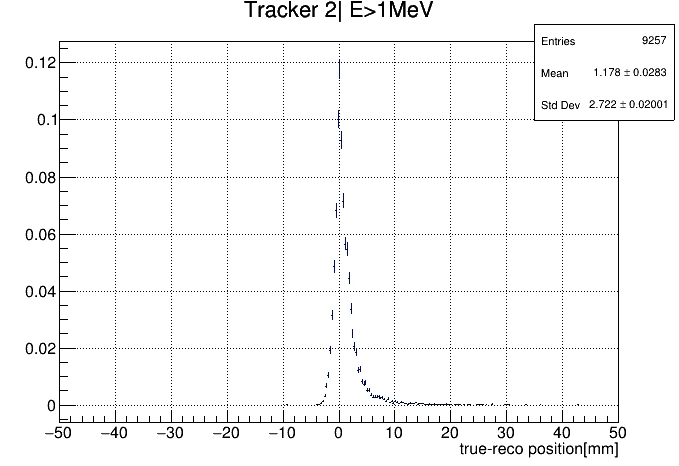 Tracker 2| E>1MeV
Entries 9257
Mean 1.178 ± 0.0283
Std Dev 2.722 ± 0.02001
0.12
0.1
0.08
0.06
0.04
0.02
0
−50 −40 −30 −20 −10 0 10 20 30 40 50
true-reco position[mm]